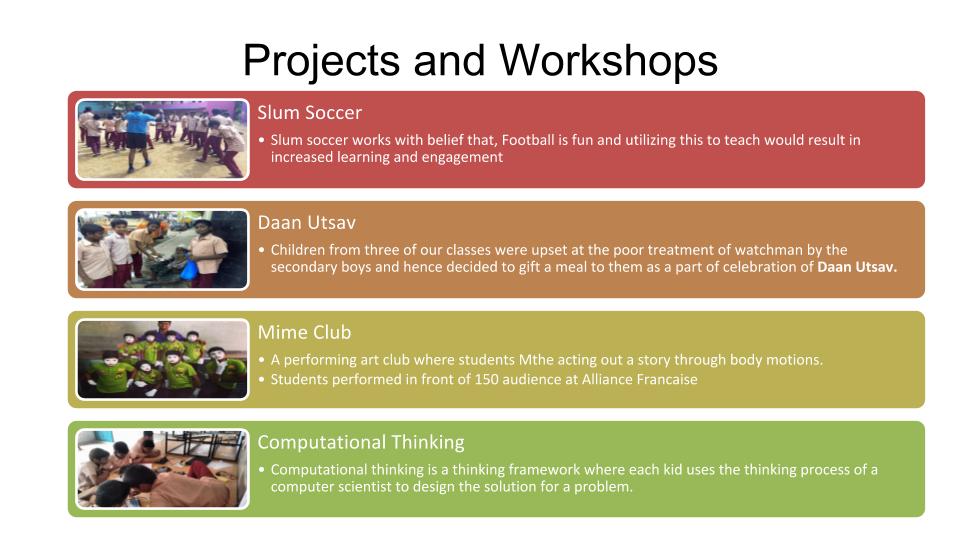 Projects and Workshops
Slum Soccer
• Slum soccer works with belief that, Football is fun and utilizing this to teach would result in
increased learning and engagement
Daan Utsav
• Children from three of our classes were upset at the poor treatment of watchman by the
secondary boys and hence decided to gift a meal to them as a part of celebration of Daan Utsav.
Mime Club
• A performing art club where students Mthe acting out a story through body motions.
• Students performed in front of 150 audience at Alliance Francaise
Computational Thinking
• Computational thinking is a thinking framework where each kid uses the thinking process of a
computer scientist to design the solution for a problem.